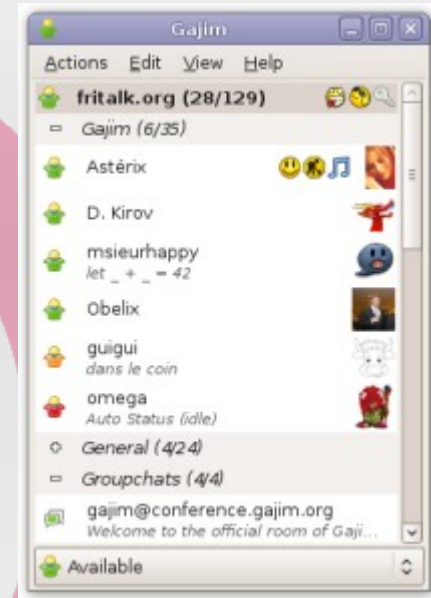 Gajim
Actions Edit View Help
fritalk.org (28/129)
Gajim (6/35)
Astérix
D. Kirov
msieurhappy
let _ + _ = 42
Obelix
guigui
dans le coin
omega
Auto Status (idle)
General (4/24)
Groupchats (4/4)
gajim@conference.gajim.org
Welcome to the official room of Gaji...
Available